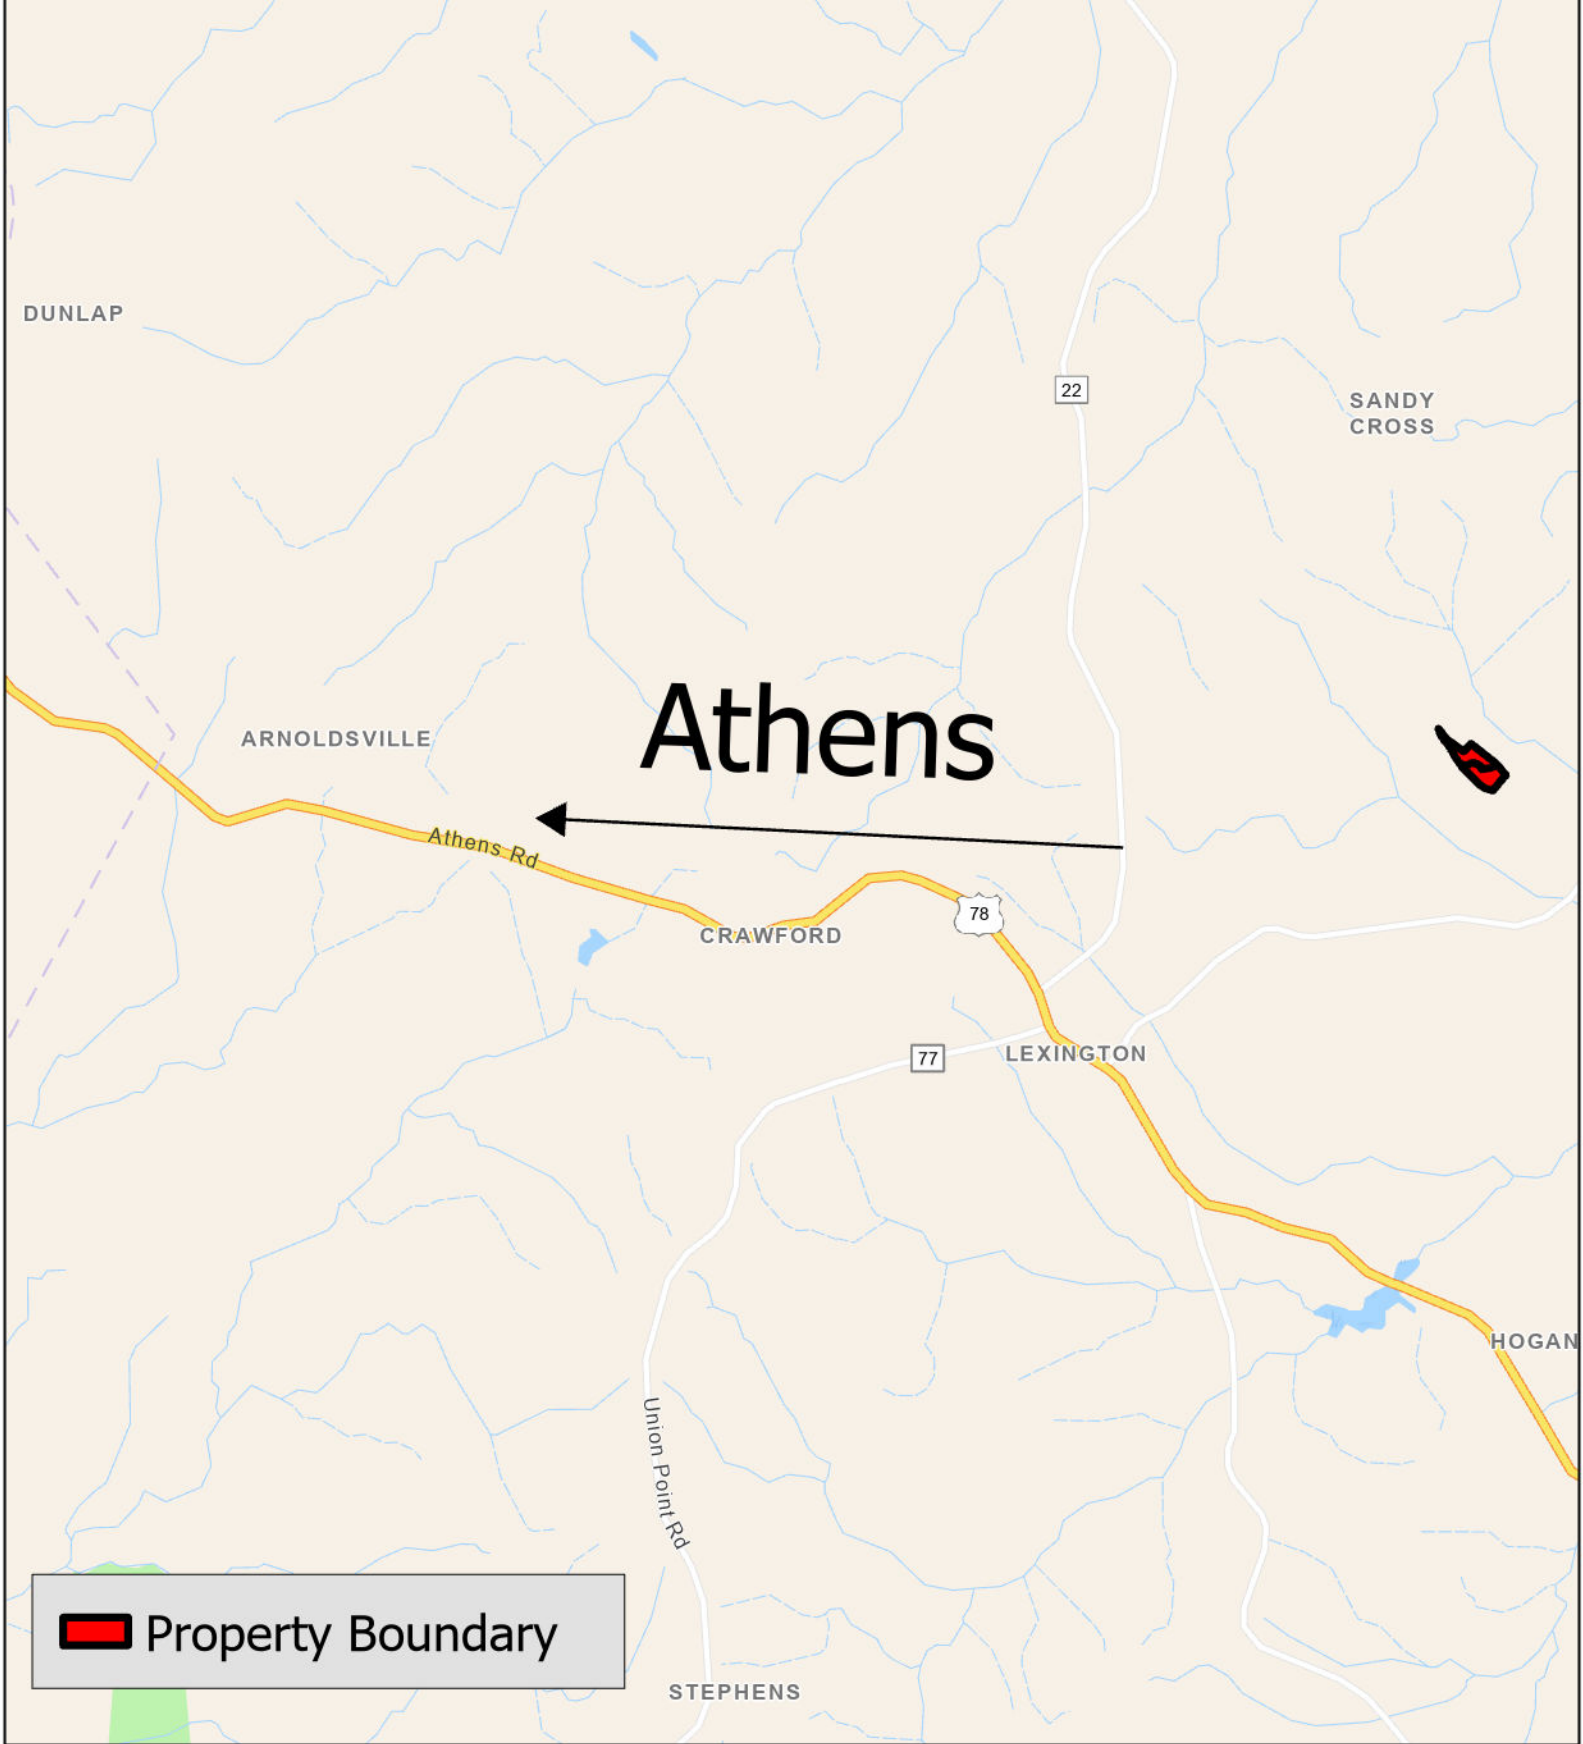 DUNLAP
22
SANDY
CROSS
Athens
ARNOLDSVILLE
Athens Rd
78
CRAWFORD
77
LEXINGTON
HOGAN
Union Point Rd
Property Boundary
STEPHENS